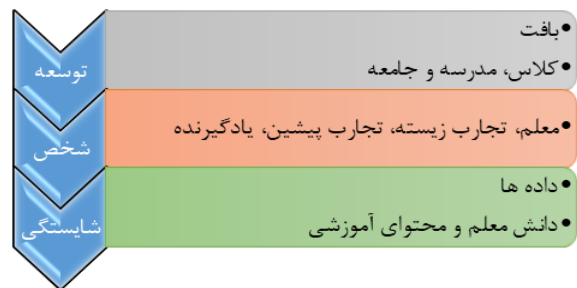 توسعه
•بافت
•کلاس، مدرسه و جامعه
شخص
•معلم، تجارب زیسته، تجارب پیشین، یادگیرنده
شایستگی
•داده ها
•دانش معلم و محتوای آموزشی